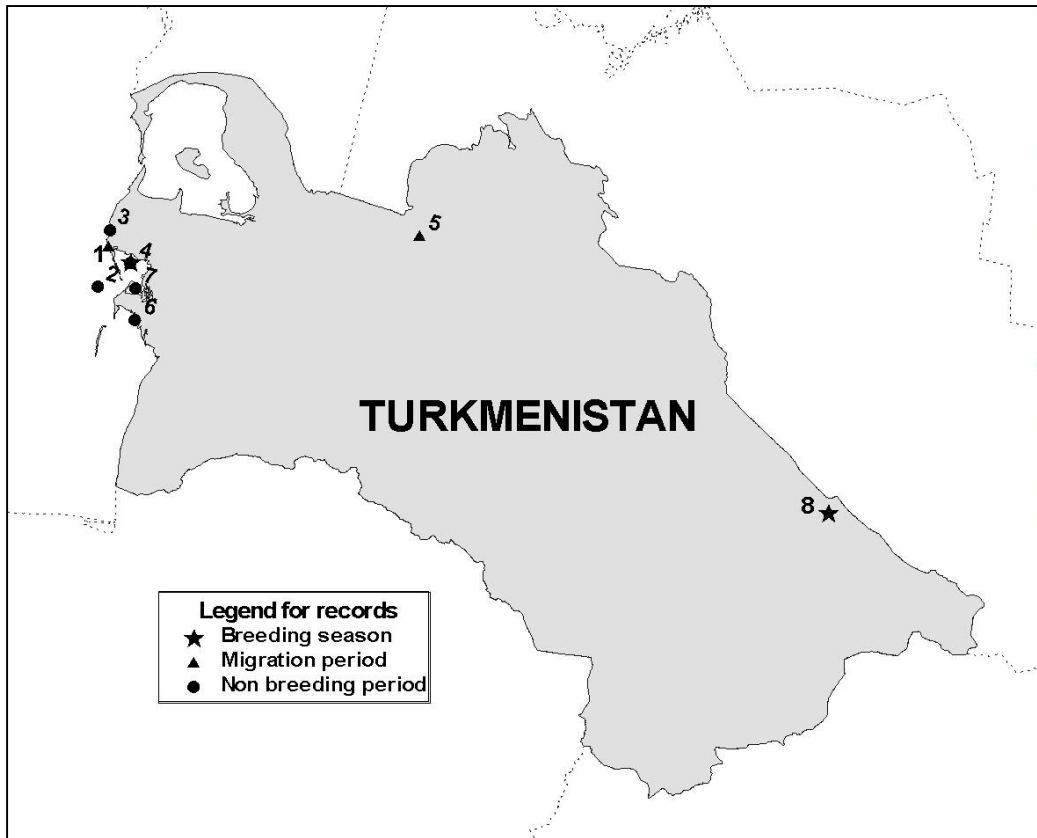 3
5
1
4
2
7
6
TURKMENISTAN
8
Legend for records
Breeding season
Migration period
Non breeding period